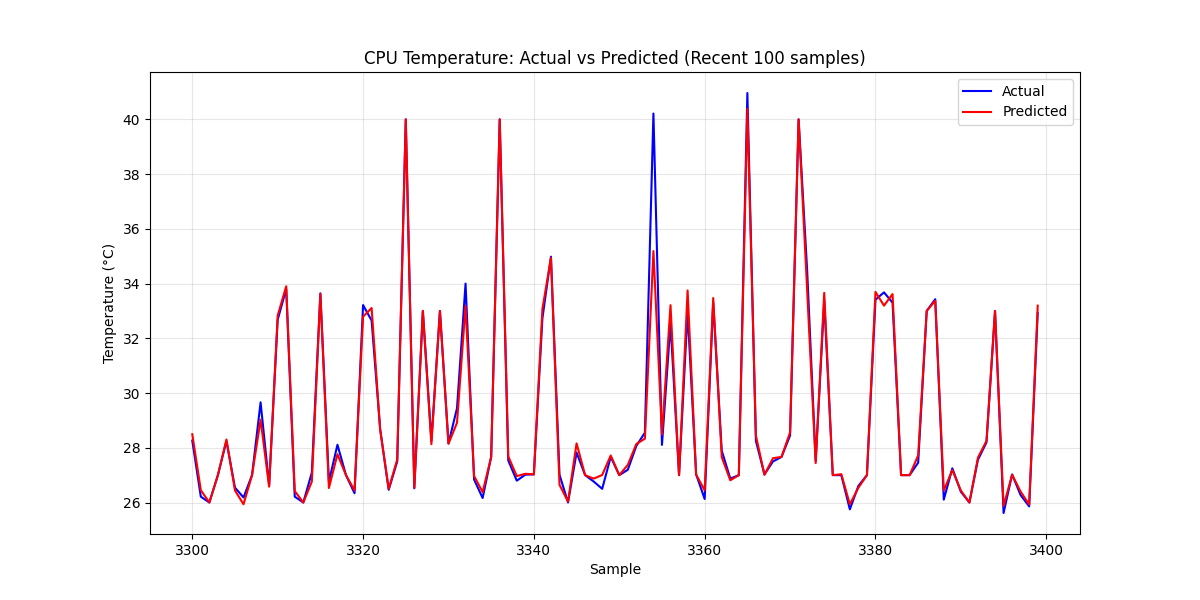 CPU Temperature: Actual vs Predicted (Recent 100 samples)
Actual
Predicted
Temperature (°C)
40
38
36
34
32
30
28
26
3300
3320
3340
3360
3380
3400
Sample